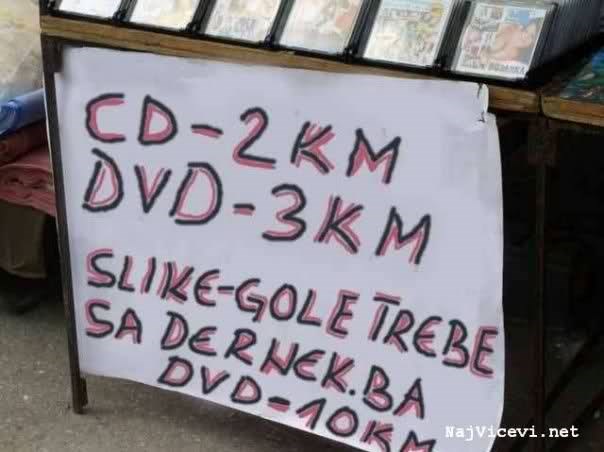 CD-2KM
DVD-3KM
SLIKE-GOLE TREBE
SA DERNEK.BA
DVD=10KM
NajVicevi.net